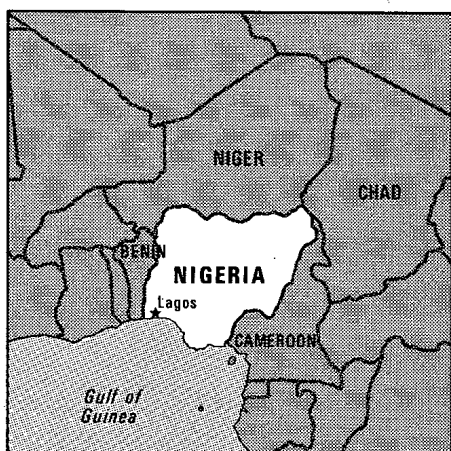 NIGER
CHAD
BENIN
NIGERIA
Lagos
CAMEROON
Gulf of
Guinea